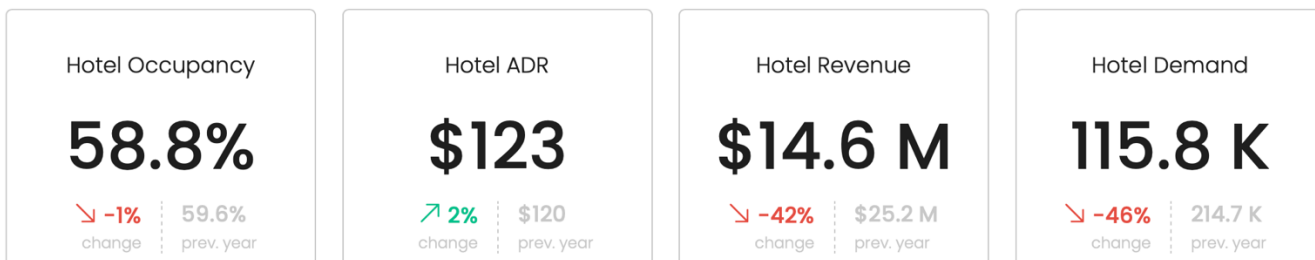 Hotel Occupancy
58.8%
-1% 59.6%
change prev. year
Hotel ADR
$123
2% $120
change prev. year
Hotel Revenue
$14.6 M
-42% $25.2 M
change prev. year
Hotel Demand
115.8 K
-46% 214.7 K
change prev. year